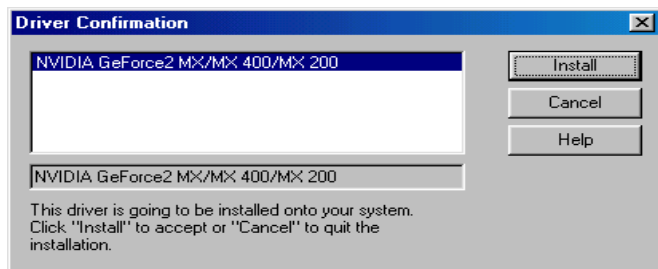 Driver Confirmation
NVIDIA GeForce2 MX/MX 400/MX 200
Install
Cancel
Help
NVIDIA GeForce2 MX/MX 400/MX 200
This driver is going to be installed onto your system.
Click "Install" to accept or "Cancel" to quit the
installation.